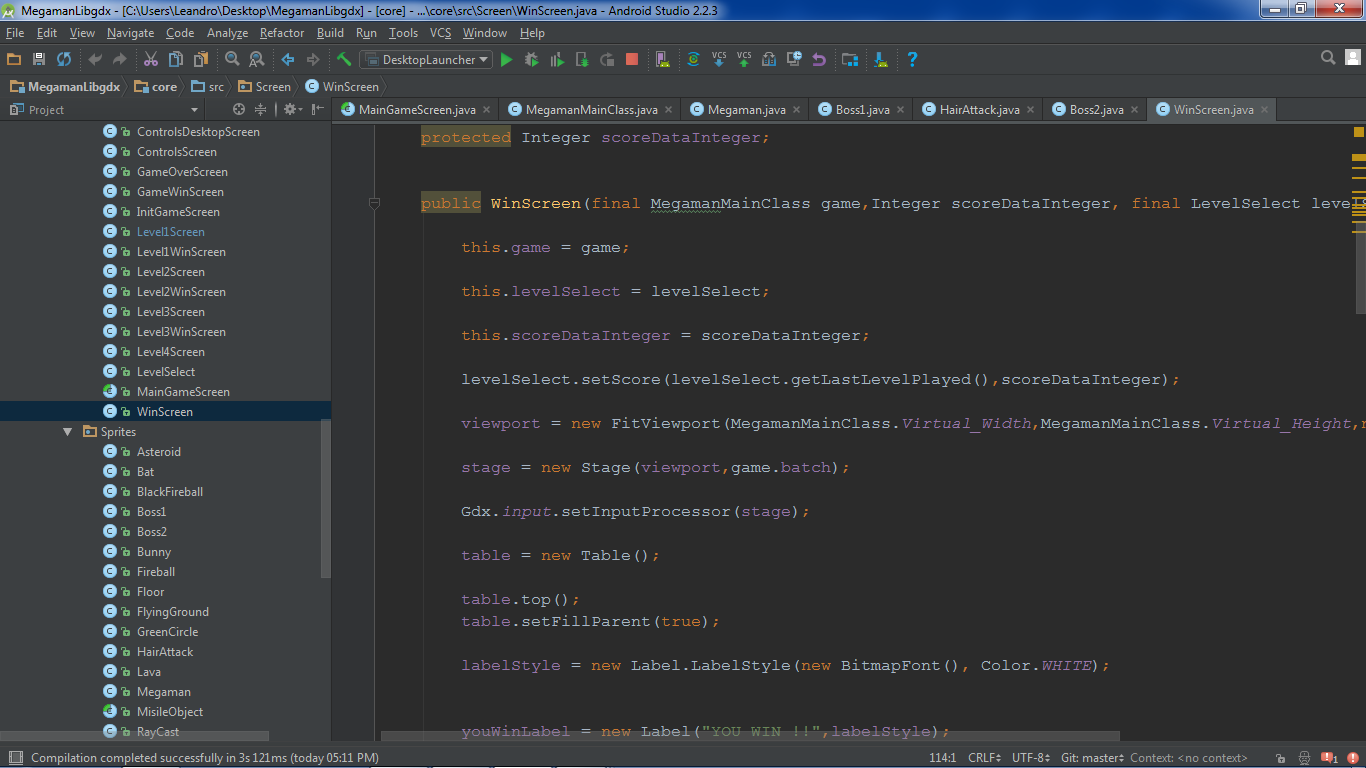 MegamanLibgdx - [C:\Users\Leandro\Desktop\MegamanLibgdx] - [core] - ...\core\src\Screen\WinScreen.java - Android Studio 2.2.3
File Edit View Navigate Code Analyze Refactor Build Run Tools VCS Window Help
DesktopLauncher VCS VCS ?
MegamanLibgdx core src Screen WinScreen
Project
MainGameScreen.java MegamanMainClass.java Megaman.java Boss1.java HairAttack.java Boss2.java WinScreen.java
ControlsDesktopScreen
ControlsScreen
GameOverScreen
GameWinScreen
InitGameScreen
Level1Screen
Level1WinScreen
Level2Screen
Level2WinScreen
Level3Screen
Level3WinScreen
Level4Screen
LevelSelect
MainGameScreen
WinScreen
Sprites
Asteroid
Bat
BlackFireball
Boss1
Boss2
Bunny
Fireball
Floor
FlyingGround
GreenCircle
HairAttack
Lava
Megaman
MisileObject
RayCast
protected Integer scoreDataInteger;
public WinScreen(final MegamanMainClass game,Integer scoreDataInteger, final LevelSelect levelS
this.game = game;
this.levelSelect = levelSelect;
this.scoreDataInteger = scoreDataInteger;
levelSelect.setScore(levelSelect.getLastLevelPlayed(),scoreDataInteger);
viewport = new FitViewport(MegamanMainClass.Virtual_Width,MegamanMainClass.Virtual_Height,n
stage = new Stage(viewport,game.batch);
Gdx.input.setInputProcessor(stage);
table = new Table();
table.top();
table.setFillParent(true);
labelStyle = new Label.LabelStyle(new BitmapFont(), Color.WHITE);
youWinLabel = new Label("YOU WIN !!",labelStyle);
Compilation completed successfully in 3s 121ms (today 05:11 PM) 114:1 CRLF UTF-8 Git: master Context: <no context> 1